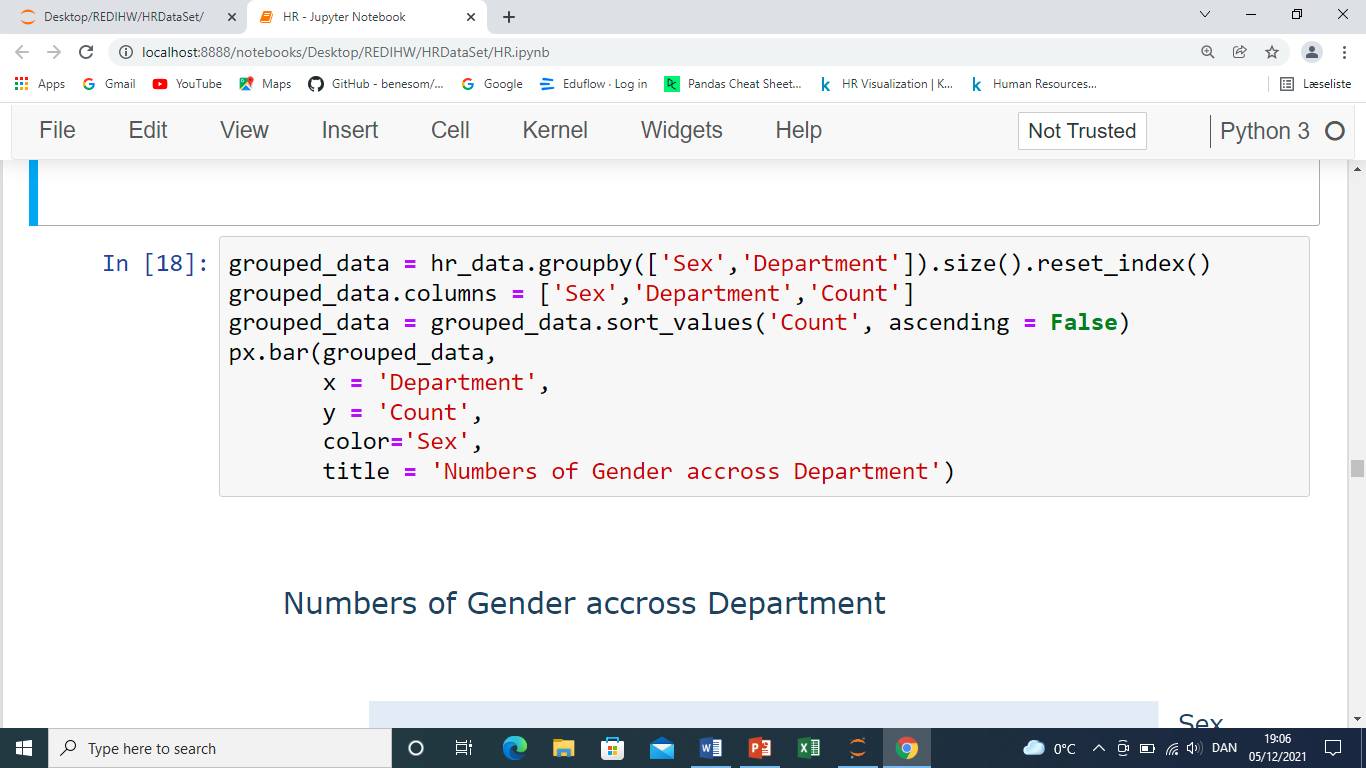 Desktop/REDIHW/HRDataSet/
HR - Jupyter Notebook
localhost:8888/notebooks/Desktop/REDIHW/HRDataSet/HR.ipynb
Apps Gmail YouTube Maps GitHub - benesom/... Google Eduflow · Log in Pandas Cheat Sheet... HR Visualization | K... Human Resources... Læseliste
File Edit View Insert Cell Kernel Widgets Help Not Trusted Python 3
In [18]: grouped_data = hr_data.groupby(['Sex','Department']).size().reset_index()
grouped_data.columns = ['Sex','Department','Count']
grouped_data = grouped_data.sort_values('Count', ascending = False)
px.bar(grouped_data,
       x = 'Department',
       y = 'Count',
       color='Sex',
       title = 'Numbers of Gender accross Department')
Numbers of Gender accross Department
Sex
Type here to search
0°C DAN 19:06
05/12/2021